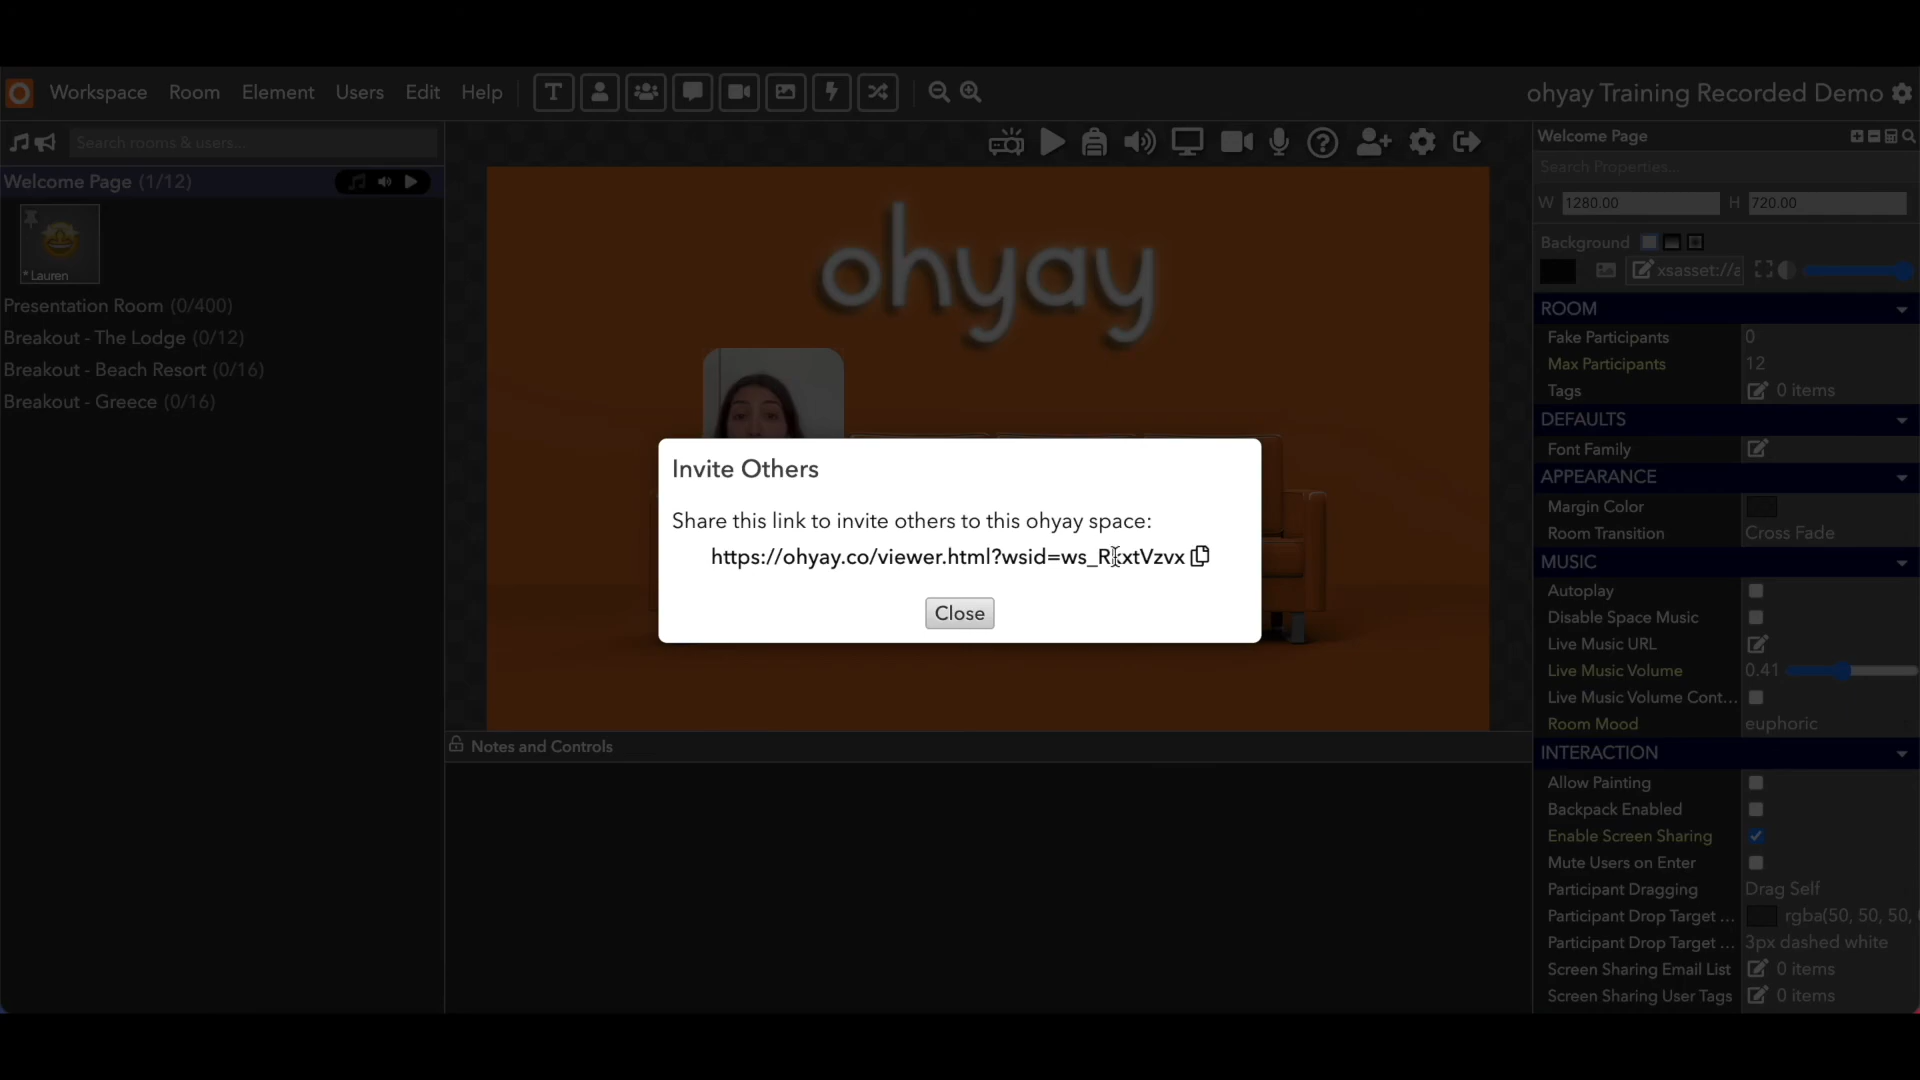 Workspace Room Element Users Edit Help T ohyay Training Recorded Demo
Search rooms & users...
Welcome Page (1/12)
* Lauren
Presentation Room (0/400)
Breakout - The Lodge (0/12)
Breakout - Beach Resort (0/16)
Breakout - Greece (0/16)
ohyay
Invite Others
Share this link to invite others to this ohyay space:
https://ohyay.co/viewer.html?wsid=ws_RkxtVzvx
Close
Notes and Controls
Welcome Page
Search Properties...
W 1280.00 H 720.00
Background
xsasset://a
ROOM
Fake Participants 0
Max Participants 12
Tags 0 items
DEFAULTS
Font Family
APPEARANCE
Margin Color
Room Transition Cross Fade
MUSIC
Autoplay
Disable Space Music
Live Music URL
Live Music Volume 0.41
Live Music Volume Cont...
Room Mood euphoric
INTERACTION
Allow Painting
Backpack Enabled
Enable Screen Sharing
Mute Users on Enter
Participant Dragging Drag Self
Participant Drop Target ... rgba(50, 50, 50,
Participant Drop Target ... 3px dashed white
Screen Sharing Email List 0 items
Screen Sharing User Tags 0 items